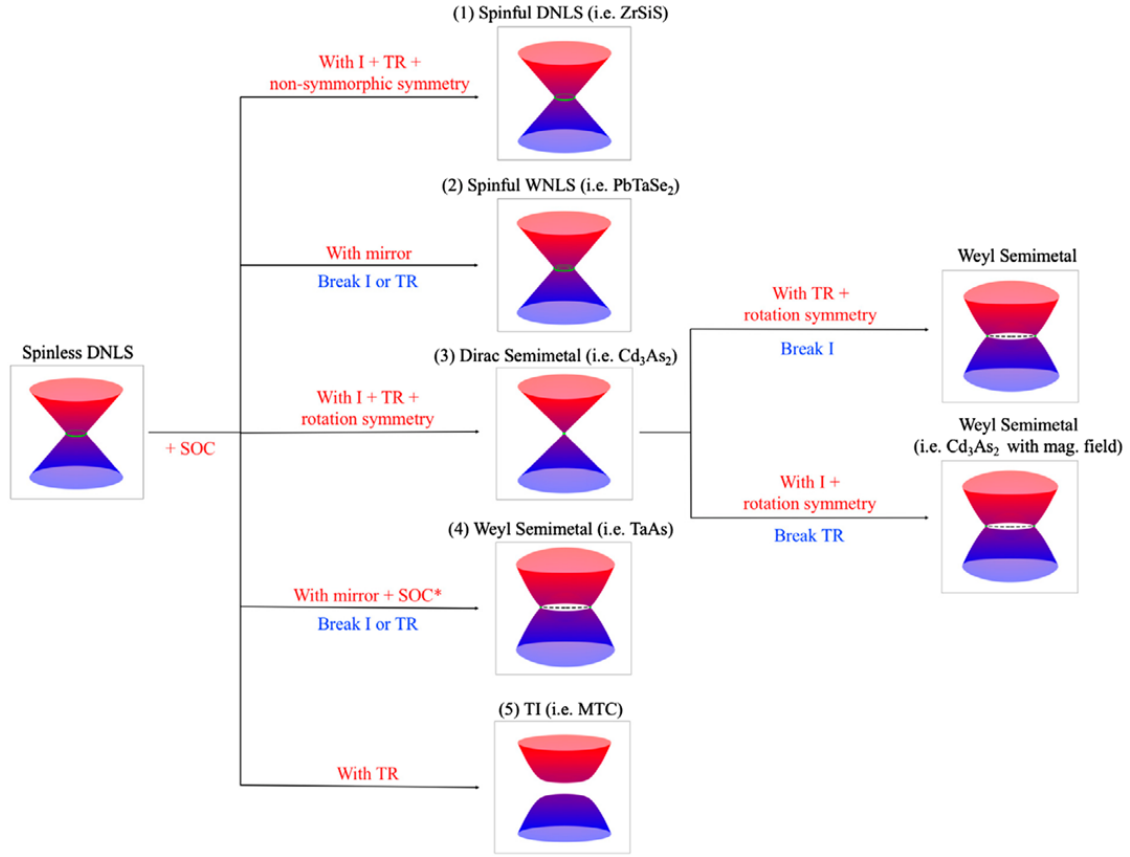 (1) Spinful DNLS (i.e. ZrSiS)
With I + TR +
non-symmorphic symmetry
(2) Spinful WNLS (i.e. PbTaSe₂)
With mirror
Break I or TR
Spinless DNLS
+ SOC
(3) Dirac Semimetal (i.e. Cd₃As₂)
With I + TR +
rotation symmetry
Weyl Semimetal
With TR +
rotation symmetry
Break I
Weyl Semimetal
(i.e. Cd₃As₂ with mag. field)
With I +
rotation symmetry
Break TR
(4) Weyl Semimetal (i.e. TaAs)
With mirror + SOC*
Break I or TR
(5) TI (i.e. MTC)
With TR